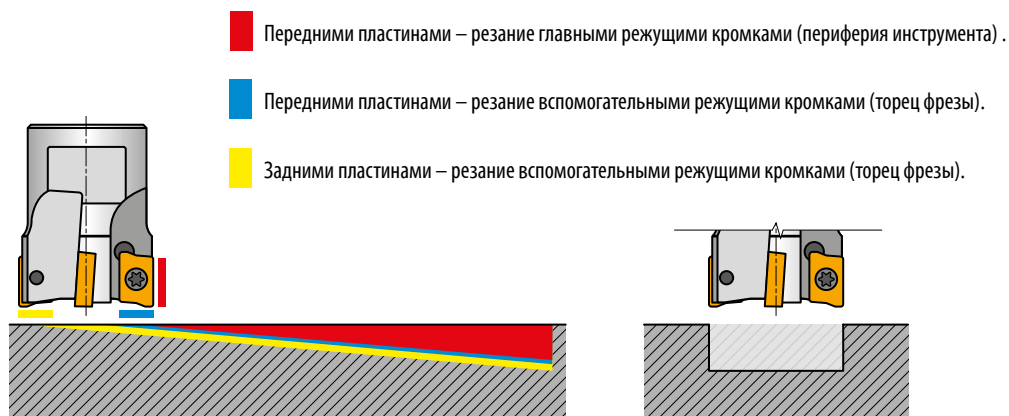 Передними пластинами – резание главными режущими кромками (периферия инструмента) .
Передними пластинами – резание вспомогательными режущими кромками (торец фрезы).
Задними пластинами – резание вспомогательными режущими кромками (торец фрезы).